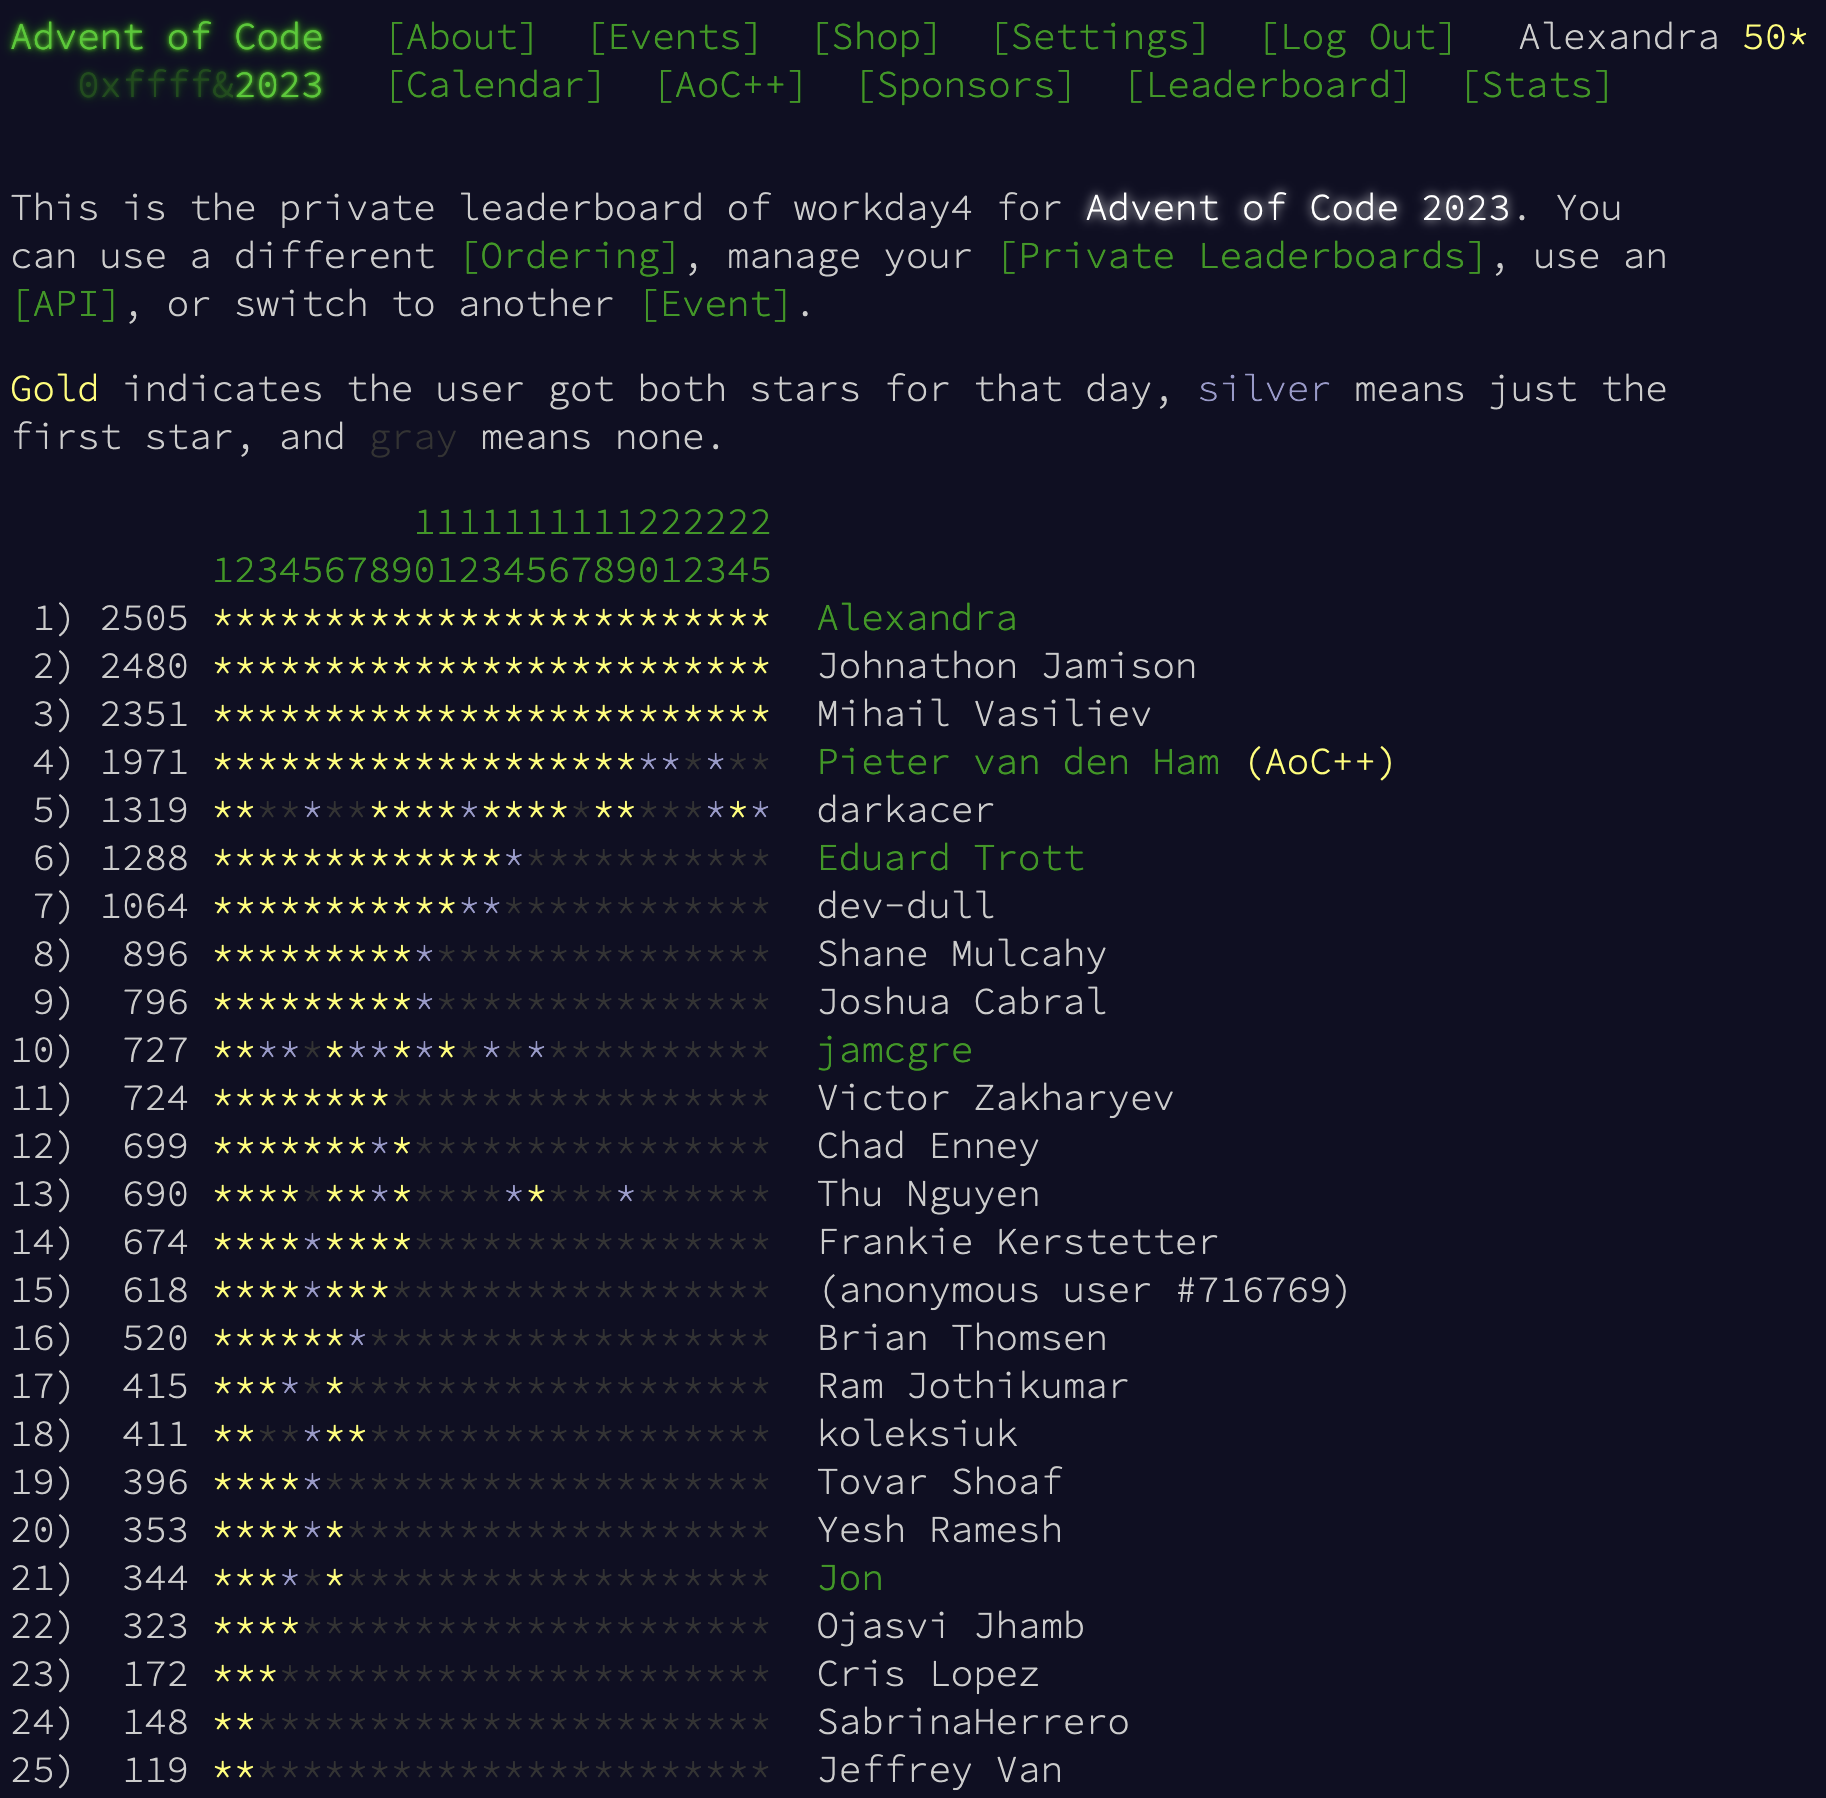 Advent of Code [About] [Events] [Shop] [Settings] [Log Out] Alexandra 50*
0xffff&2023 [Calendar] [AoC++] [Sponsors] [Leaderboard] [Stats]
This is the private leaderboard of workday4 for Advent of Code 2023. You
can use a different [Ordering], manage your [Private Leaderboards], use an
[API], or switch to another [Event].
Gold indicates the user got both stars for that day, silver means just the
first star, and gray means none.
1111111111222222
1234567890123456789012345
1) 2505 ************************* Alexandra
2) 2480 ************************* Johnathon Jamison
3) 2351 ************************* Mihail Vasiliev
4) 1971 ************************* Pieter van den Ham (AoC++)
5) 1319 ************************* darkacer
6) 1288 ************************* Eduard Trott
7) 1064 ************************* dev-dull
8) 896 ************************* Shane Mulcahy
9) 796 ************************* Joshua Cabral
10) 727 ************************* jamcgre
11) 724 ************************* Victor Zakharyev
12) 699 ************************* Chad Enney
13) 690 ************************* Thu Nguyen
14) 674 ************************* Frankie Kerstetter
15) 618 ************************* (anonymous user #716769)
16) 520 ************************* Brian Thomsen
17) 415 ************************* Ram Jothikumar
18) 411 ************************* koleksiuk
19) 396 ************************* Tovar Shoaf
20) 353 ************************* Yesh Ramesh
21) 344 ************************* Jon
22) 323 ************************* Ojasvi Jhamb
23) 172 ************************* Cris Lopez
24) 148 ************************* SabrinaHerrero
25) 119 ************************* Jeffrey Van